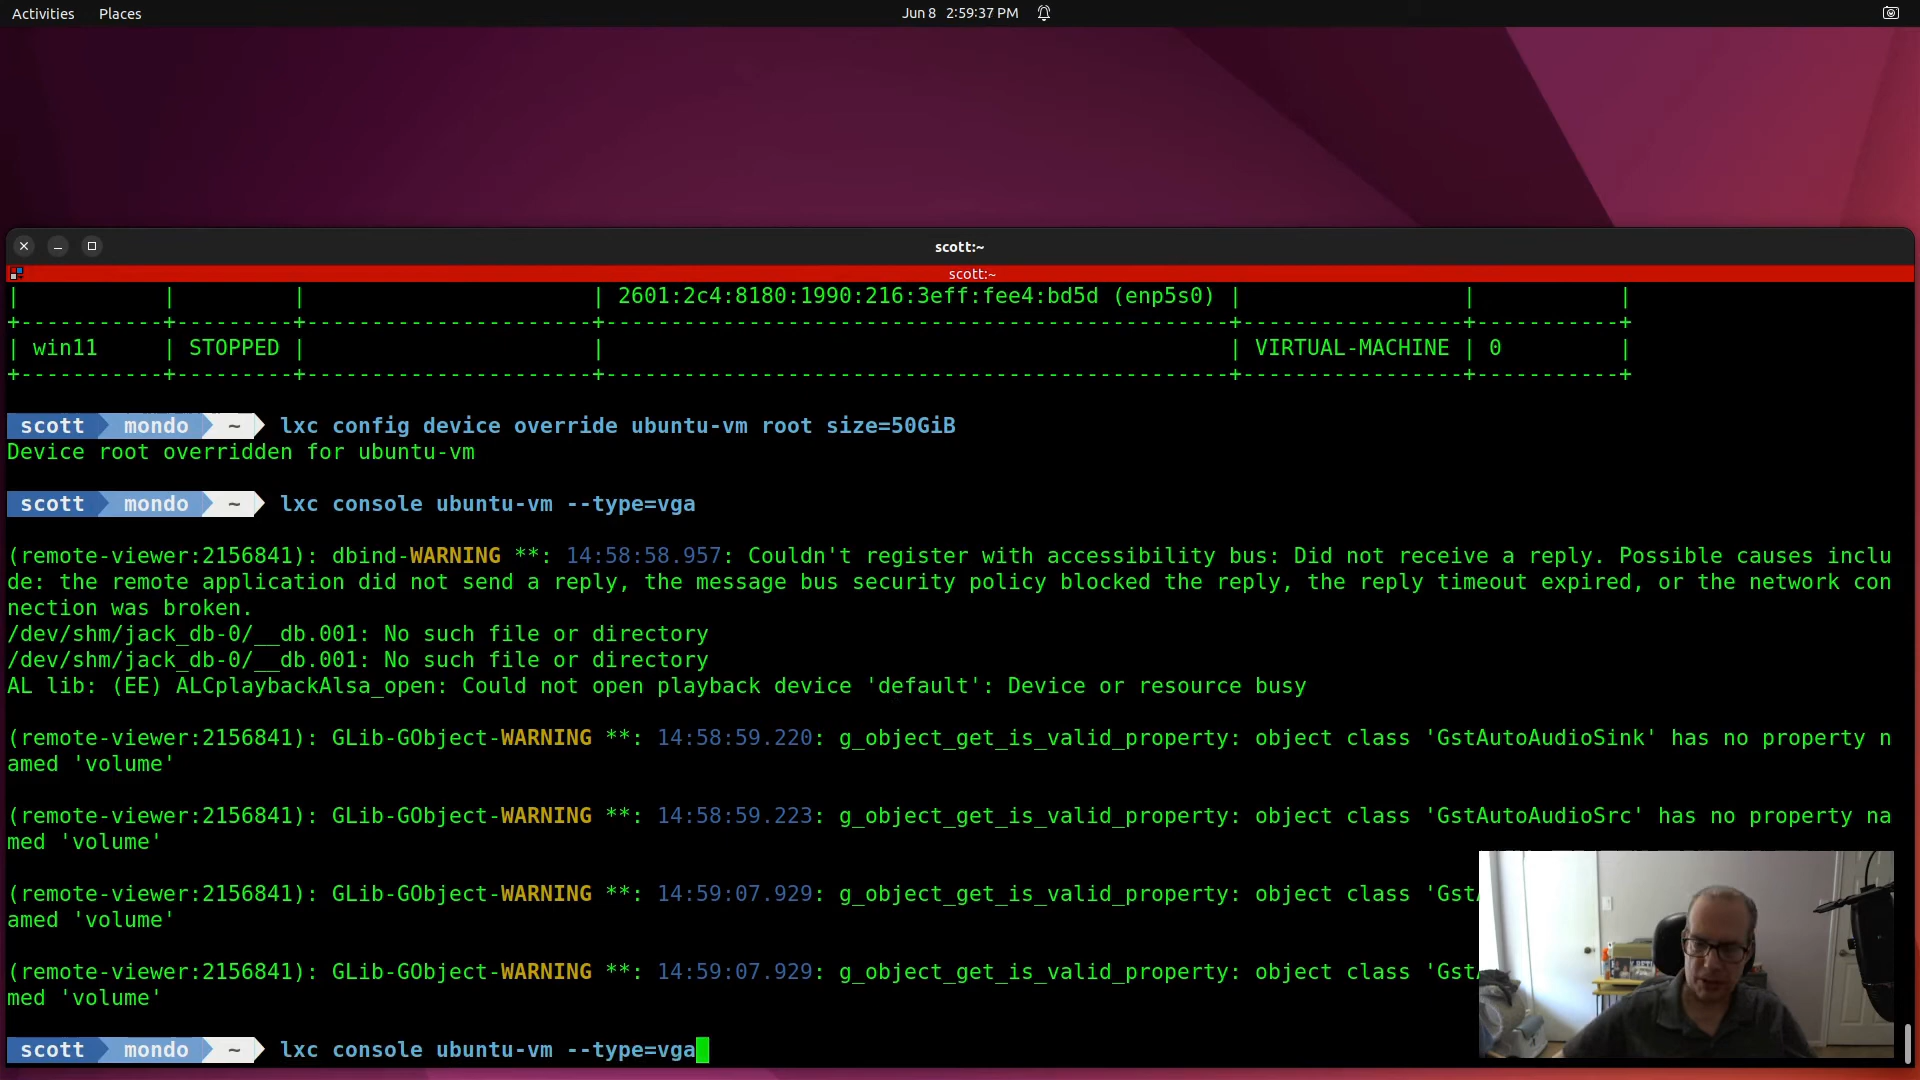 Activities Places Jun 8 2:59:37 PM
scott:~
scott:~
| | | | 2601:2c4:8180:1990:216:3eff:fee4:bd5d (enp5s0) | | |
+-----------+---------+----------------------+------------------------------------------------+-----------------+-----------+
| win11 | STOPPED | | | VIRTUAL-MACHINE | 0 |
+-----------+---------+----------------------+------------------------------------------------+-----------------+-----------+
scott mondo ~ lxc config device override ubuntu-vm root size=50GiB
Device root overridden for ubuntu-vm
scott mondo ~ lxc console ubuntu-vm --type=vga
(remote-viewer:2156841): dbind-WARNING **: 14:58:58.957: Couldn't register with accessibility bus: Did not receive a reply. Possible causes inclu
de: the remote application did not send a reply, the message bus security policy blocked the reply, the reply timeout expired, or the network con
nection was broken.
/dev/shm/jack_db-0/__db.001: No such file or directory
/dev/shm/jack_db-0/__db.001: No such file or directory
AL lib: (EE) ALCplaybackAlsa_open: Could not open playback device 'default': Device or resource busy
(remote-viewer:2156841): GLib-GObject-WARNING **: 14:58:59.220: g_object_get_is_valid_property: object class 'GstAutoAudioSink' has no property n
amed 'volume'
(remote-viewer:2156841): GLib-GObject-WARNING **: 14:58:59.223: g_object_get_is_valid_property: object class 'GstAutoAudioSrc' has no property na
med 'volume'
(remote-viewer:2156841): GLib-GObject-WARNING **: 14:59:07.929: g_object_get_is_valid_property: object class 'Gst
amed 'volume'
(remote-viewer:2156841): GLib-GObject-WARNING **: 14:59:07.929: g_object_get_is_valid_property: object class 'Gst
med 'volume'
scott mondo ~ lxc console ubuntu-vm --type=vga